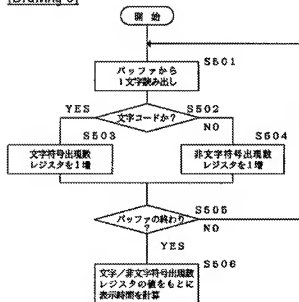 [Drawing 5]
開 始
バッファから
1文字読み出し
S501
YES
文字コードか?
S502
NO
S503
文字符号出現数
レジスタを1増
S504
非文字符号出現数
レジスタを1増
バッファの終わり
?
S505
NO
YES
S506
文字/非文字符号出現数
レジスタの値をもとに
表示時間を計算